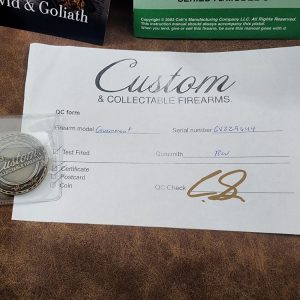 vid & Goliath
Copyright © 2002 Colt's Manufacturing Company LLC. All rights reserved.
This instruction manual should always accompany this pistol.
When you lend, give or sell this firearm, be sure this manual goes with it
Custom
& COLLECTABLE FIREARMS.
QC form
Firearm model Government Serial number
Test Fired Gunsmith
Certificate
Postcard
Coin QC Check
Custom